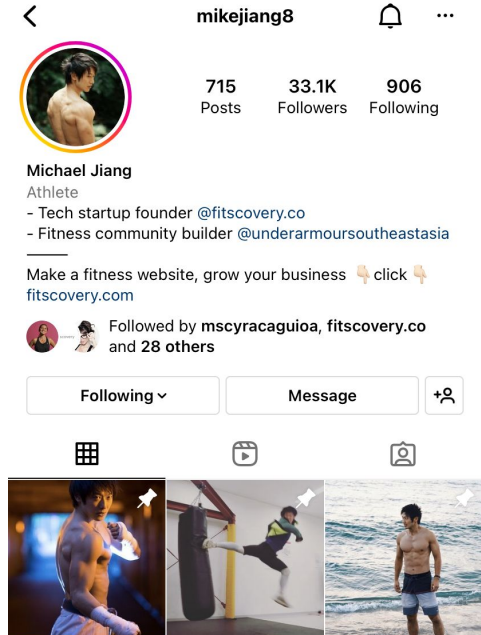 mikejiang8
715 33.1K 906
Posts Followers Following
Michael Jiang
Athlete
- Tech startup founder @fitscovery.co
- Fitness community builder @underarmoursoutheastasia
Make a fitness website, grow your business 👇🏻click👇🏻
fitscovery.com
Followed by mscyracaguioa, fitscovery.co
and 28 others
Following Message